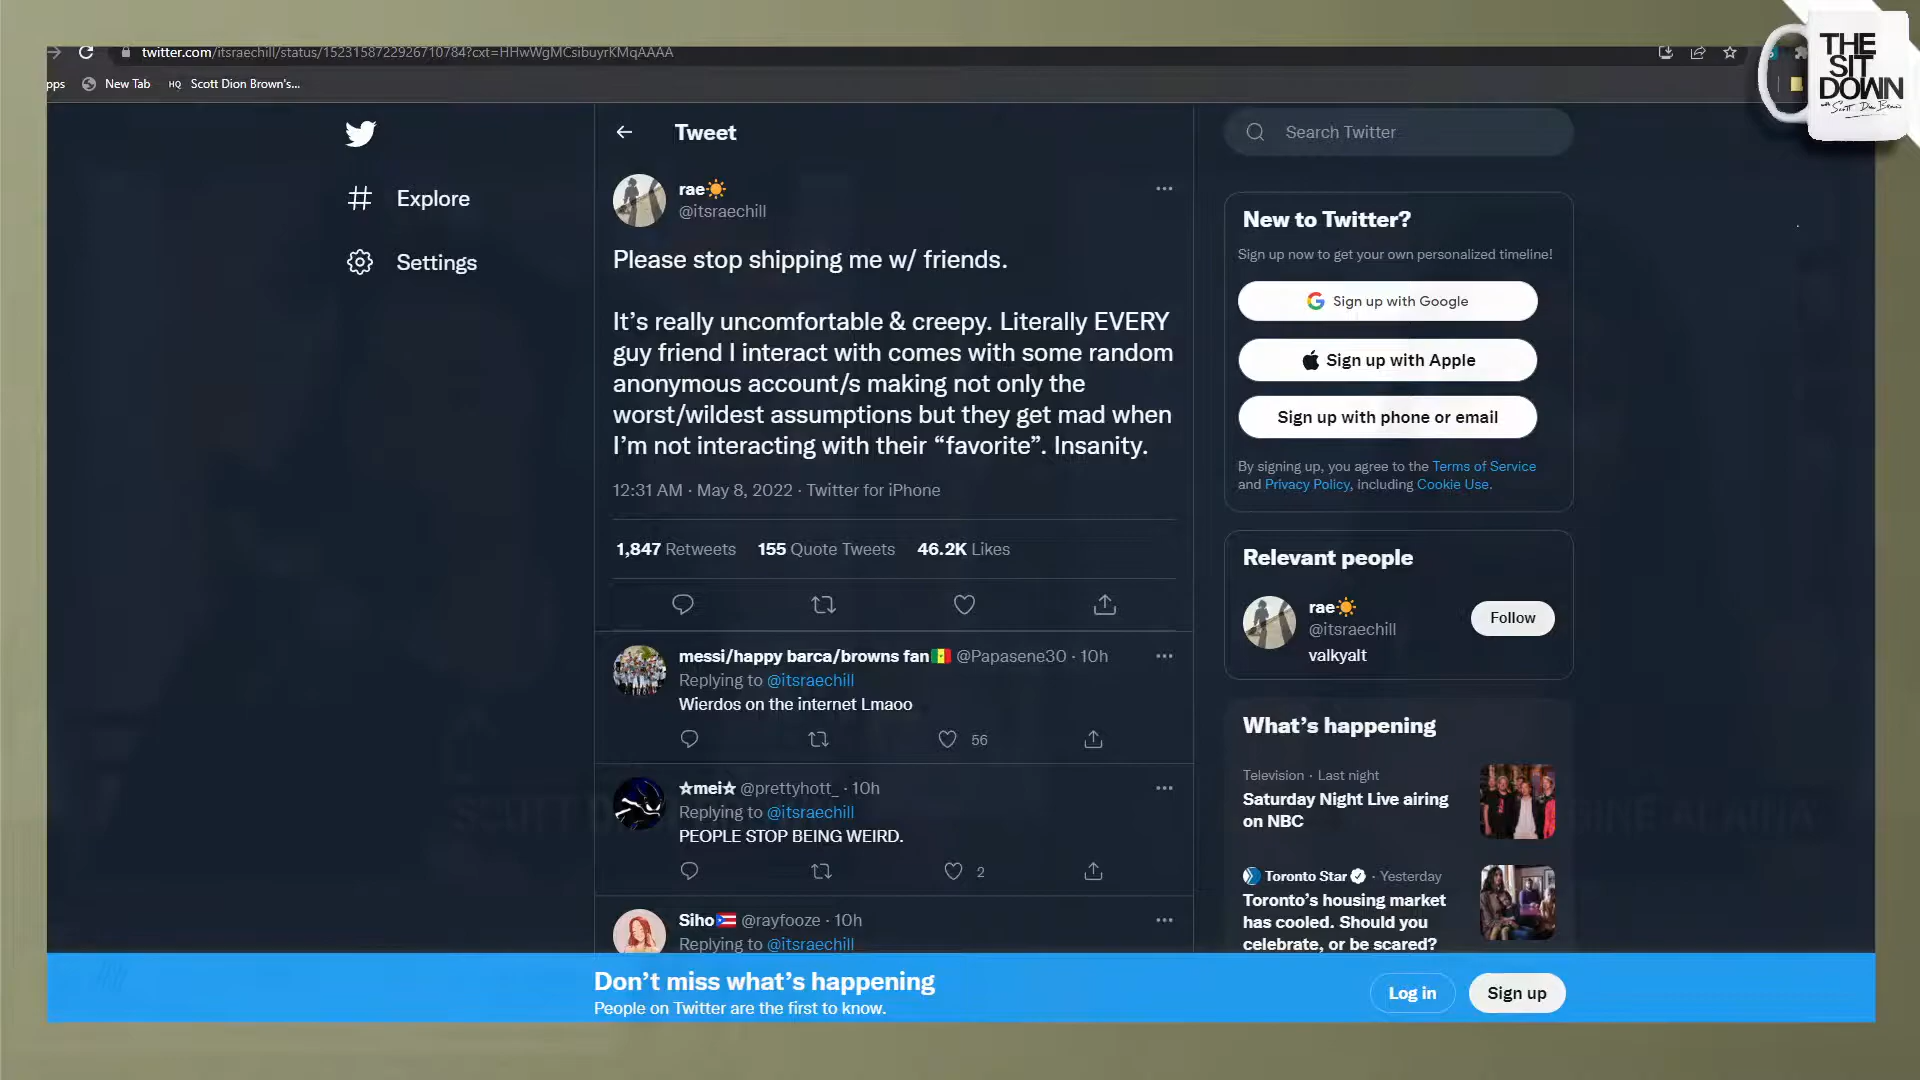 twitter.com/itsraechill/status/1523158722926710784?cxt=HHwWgMCsibuyrKMqAAAA
pps New Tab HQ Scott Dion Brown's...
THE
SIT
DOWN
with Scott Dion Brown
Tweet
Search Twitter
Explore
Settings
rae☀️
@itsraechill
Please stop shipping me w/ friends.
It’s really uncomfortable & creepy. Literally EVERY
guy friend I interact with comes with some random
anonymous account/s making not only the
worst/wildest assumptions but they get mad when
I’m not interacting with their “favorite”. Insanity.
12:31 AM · May 8, 2022 · Twitter for iPhone
1,847 Retweets 155 Quote Tweets 46.2K Likes
messi/happy barca/browns fan🇸🇳 @Papasene30 · 10h
Replying to @itsraechill
Wierdos on the internet Lmaoo
56
☆mei☆ @prettyhott_ · 10h
Replying to @itsraechill
PEOPLE STOP BEING WEIRD.
2
Siho🇵🇷 @rayfooze · 10h
Replying to @itsraechill
New to Twitter?
Sign up now to get your own personalized timeline!
Sign up with Google
Sign up with Apple
Sign up with phone or email
By signing up, you agree to the Terms of Service
and Privacy Policy, including Cookie Use.
Relevant people
rae☀️
@itsraechill
Follow
valkyalt
What’s happening
Television · Last night
Saturday Night Live airing
on NBC
Toronto Star · Yesterday
Toronto’s housing market
has cooled. Should you
celebrate, or be scared?
Don’t miss what’s happening
People on Twitter are the first to know.
Log in
Sign up